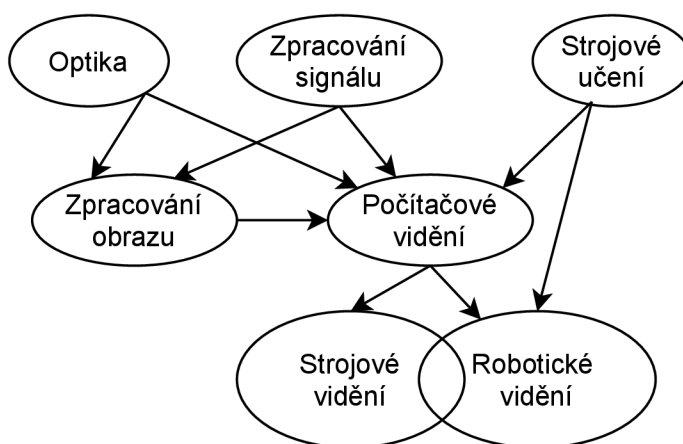 Optika
Zpracování
signálu
Strojové
učení
Zpracování
obrazu
Počítačové
vidění
Strojové
vidění
Robotické
vidění